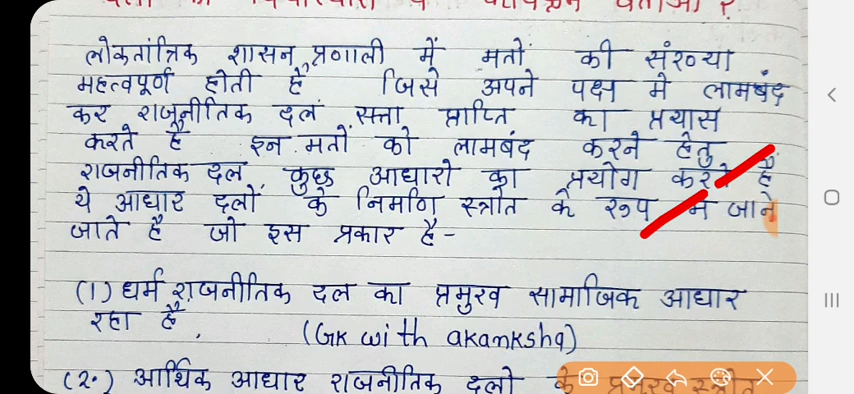 लोकतांत्रिक शासन प्रणाली में मतों की संख्या
महत्वपूर्ण होती है जिसे अपने पक्ष मे लामबंद
कर राजनीतिक दल सत्ता प्राप्ति का प्रयास
करते है इन मतों को लामबंद करने हेतु
राजनीतिक दल कुछ आधारो का प्रयोग करते है
ये आधार दलों के निर्माण स्त्रोत के रूप मे जाने
जाते है जो इस प्रकार है-
(1) धर्म राजनीतिक दल का प्रमुख सामाजिक आधार
रहा है.
(GK with akanksha)
(2.) आर्थिक आधार राजनीतिक दलो के प्रमुख स्त्रोत